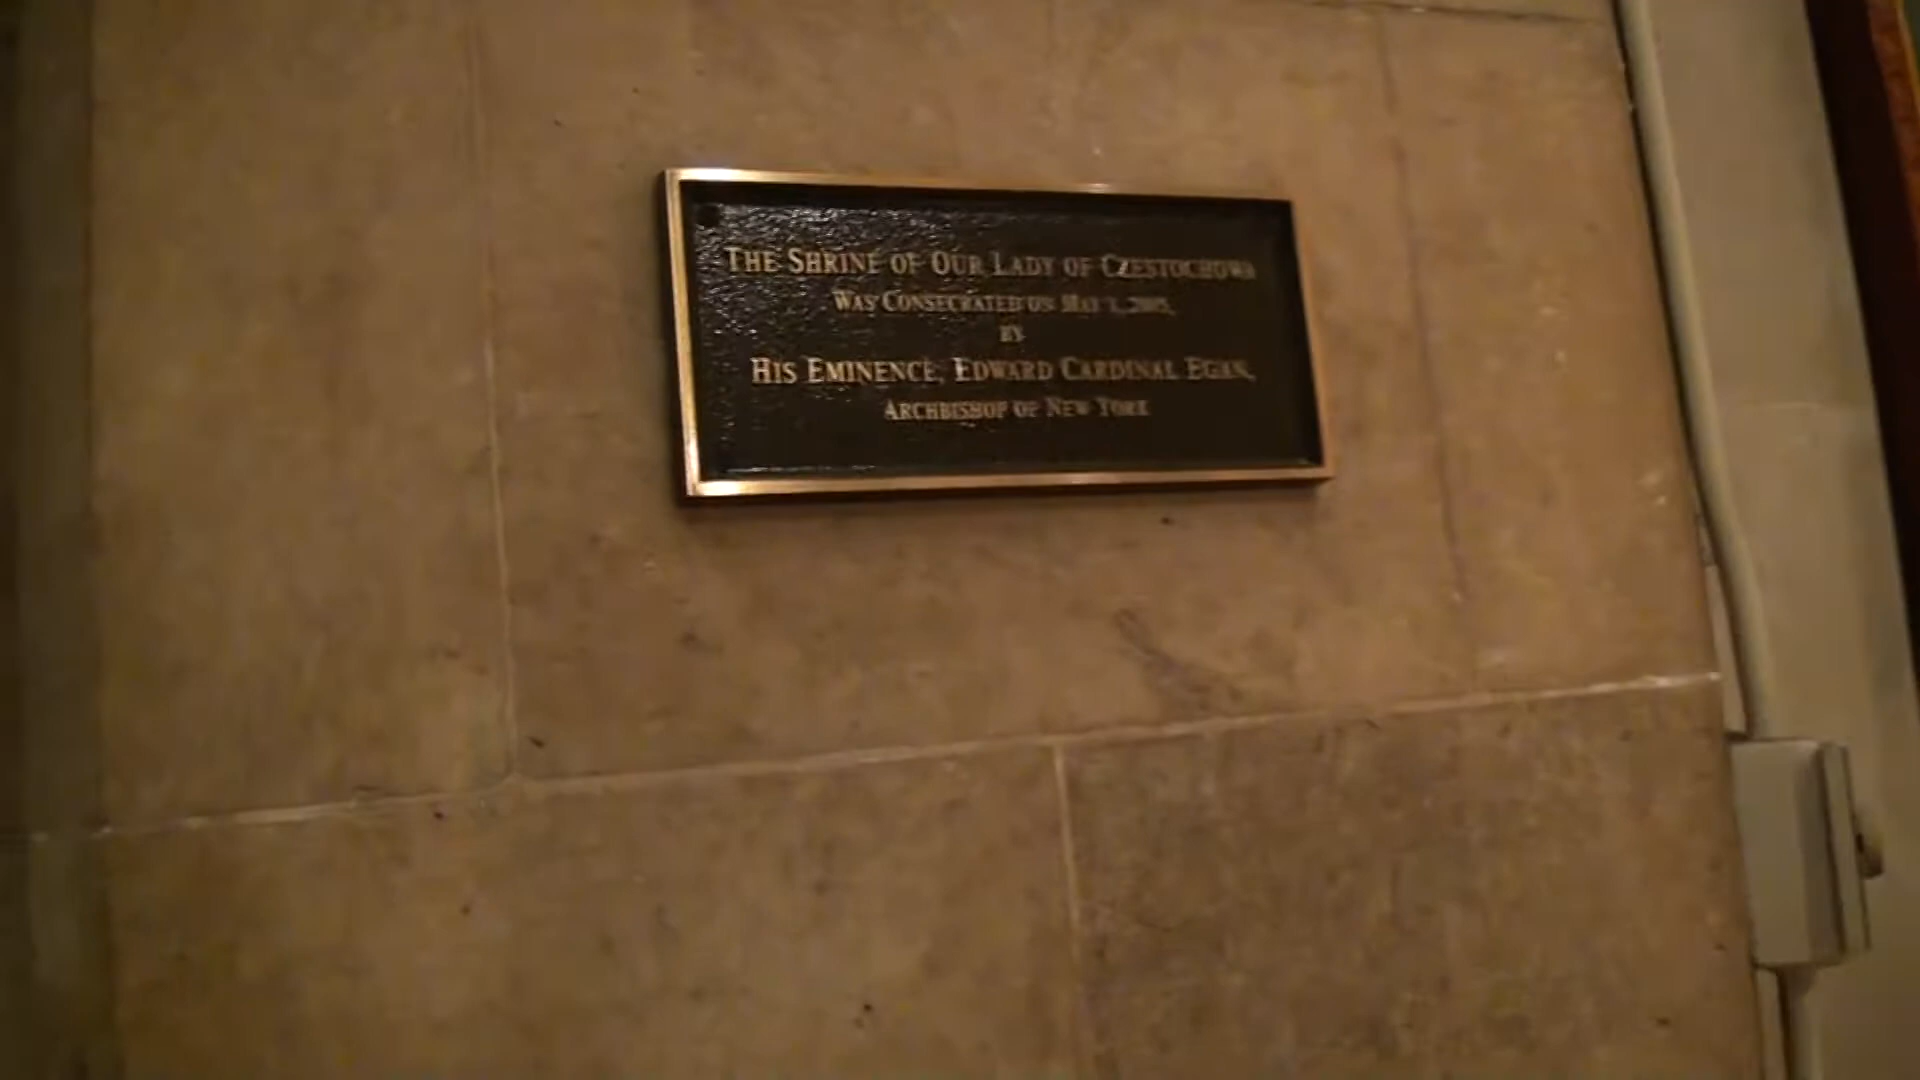 THE SHRINE OF OUR LADY OF CZESTOCHOWA
WAS CONSECRATED ON MAY 1, 2005,
BY
HIS EMINENCE, EDWARD CARDINAL EGAN,
ARCHBISHOP OF NEW YORK